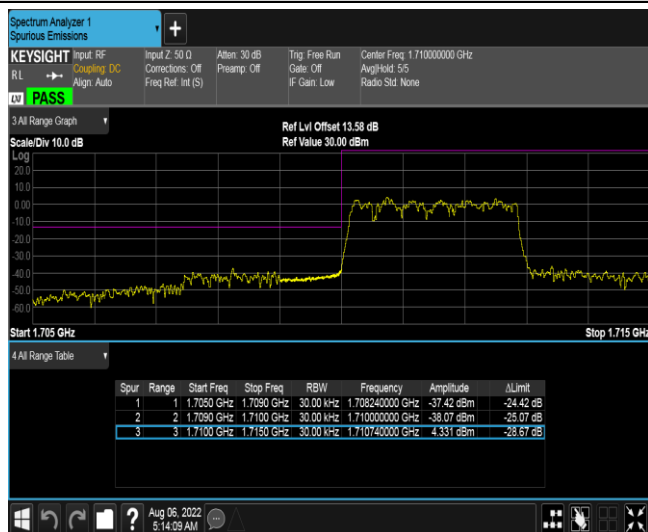 Spectrum Analyzer 1
Spurious Emissions
+
KEYSIGHT Input: RF Input Z: 50 Ω Atten: 30 dB Trig: Free Run Center Freq: 1.710000000 GHz
RL Coupling: DC Corrections: Off Preamp: Off Gate: Off Avg|Hold: 5/5
Align: Auto Freq Ref: Int (S) IF Gain: Low Radio Std: None
LXI PASS
3 All Range Graph
Ref Lvl Offset 13.58 dB
Scale/Div 10.0 dB Ref Value 30.00 dBm
Log
20.0
10.0
0.00
-10.0
-20.0
-30.0
-40.0
-50.0
-60.0
Start 1.705 GHz Stop 1.715 GHz
4 All Range Table
Spur Range Start Freq Stop Freq RBW Frequency Amplitude ΔLimit
1 1 1.7050 GHz 1.7090 GHz 30.00 kHz 1.708240000 GHz -37.42 dBm -24.42 dB
2 2 1.7090 GHz 1.7100 GHz 30.00 kHz 1.710000000 GHz -38.07 dBm -25.07 dB
3 3 1.7100 GHz 1.7150 GHz 30.00 kHz 1.710740000 GHz 4.331 dBm -28.67 dB
? Aug 06, 2022
5:14:09 AM